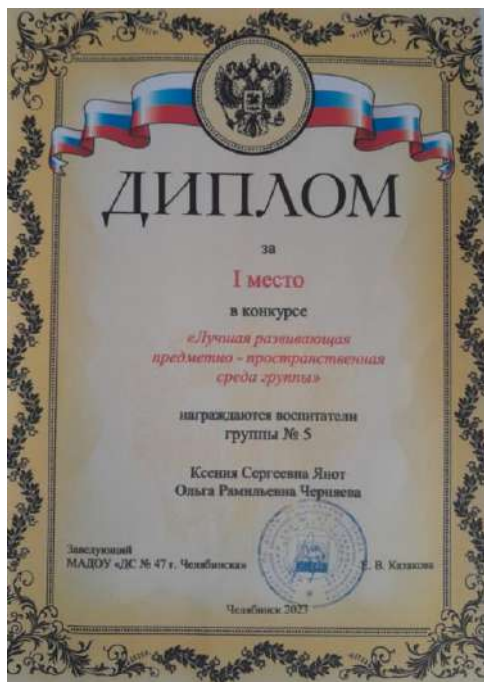 ДИПЛОМ
за
I место
в конкурсе
«Лучшая развивающая
предметно - пространственная
среда группы»
награждаются воспитатели
группы № 5
Ксения Сергеевна Янот
Ольга Рамильевна Черняева
Заведующий
МАДОУ «ДС № 47 г. Челябинска»
Е. В. Казакова
Челябинск 2023